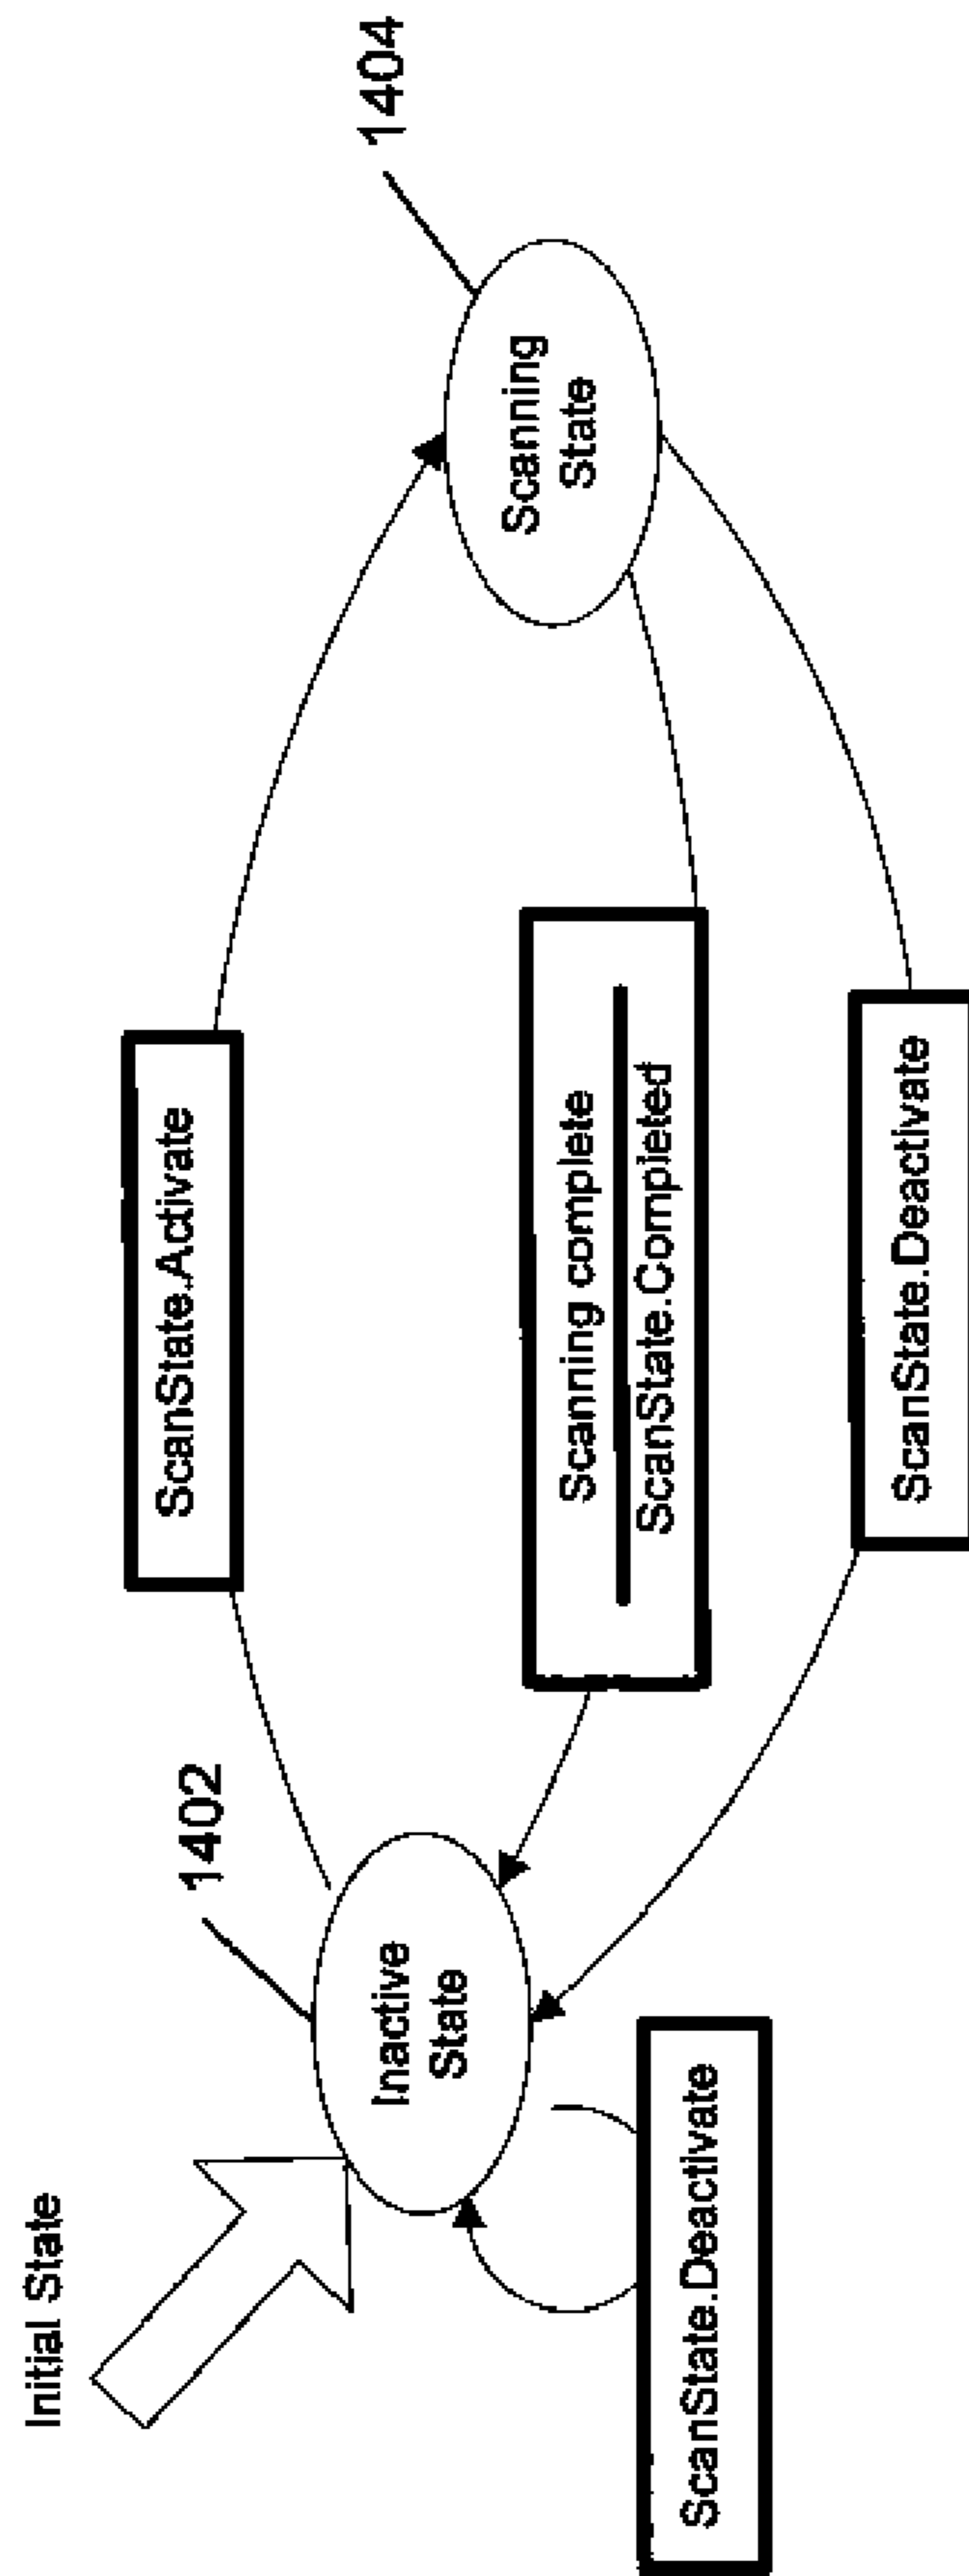 Initial State
1402
Inactive
State
ScanState.Deactivate
ScanState.Activate
Scanning complete
ScanState.Completed
ScanState.Deactivate
1404
Scanning
State